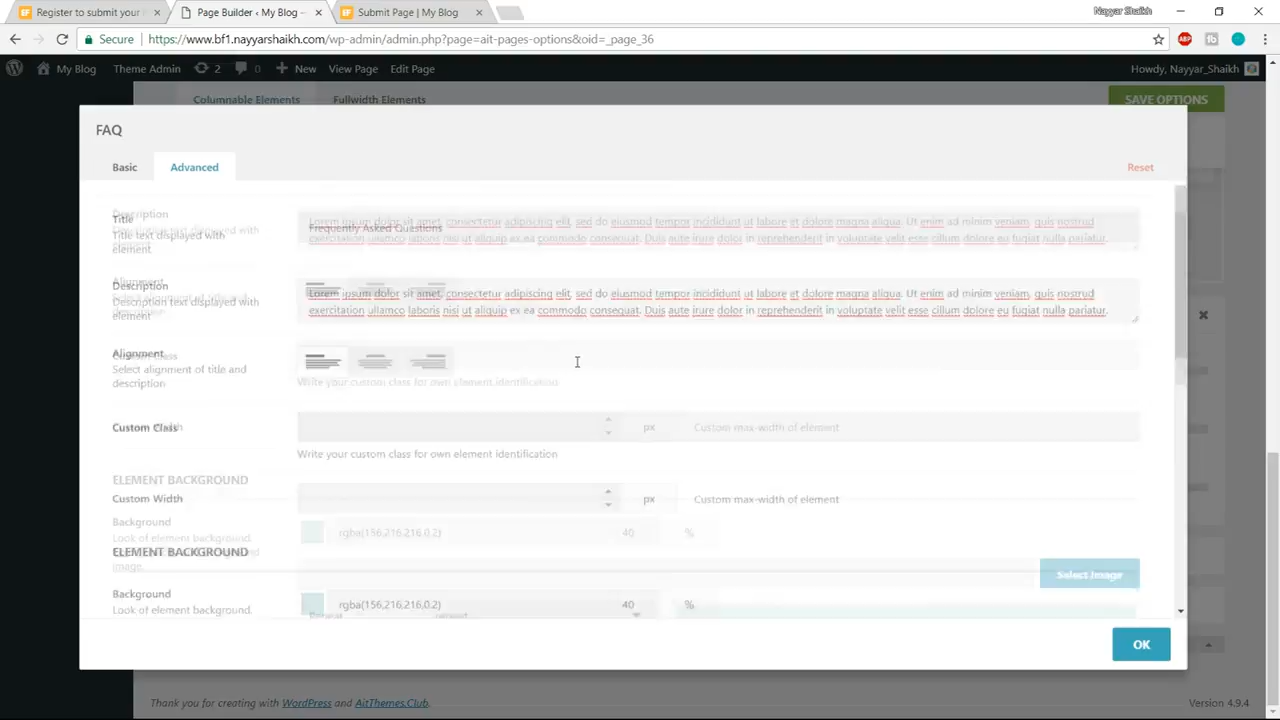 Register to submit your
Page Builder ‹ My Blog —
Submit Page | My Blog
Nayyar Shaikh
Secure
https://www.bf1.nayyarshaikh.com/wp-admin/admin.php?page=ait-pages-options&oid=_page_36
My Blog
Theme Admin
2
0
New
View Page
Edit Page
Howdy, Nayyar_Shaikh
Columnable Elements
Fullwidth Elements
SAVE OPTIONS
FAQ
Basic
Advanced
Reset
Description
Title
Title text displayed with
element
Frequently Asked Questions
Lorem ipsum dolor sit amet, consectetur adipiscing elit, sed do eiusmod tempor incididunt ut labore et dolore magna aliqua. Ut enim ad minim veniam, quis nostrud
exercitation ullamco laboris nisi ut aliquip ex ea commodo consequat. Duis aute irure dolor in reprehenderit in voluptate velit esse cillum dolore eu fugiat nulla pariatur.
Description
element
Lorem ipsum dolor sit amet, consectetur adipiscing elit, sed do eiusmod tempor incididunt ut labore et dolore magna aliqua. Ut enim ad minim veniam, quis nostrud
exercitation ullamco laboris nisi ut aliquip ex ea commodo consequat. Duis aute irure dolor in reprehenderit in voluptate velit esse cillum dolore eu fugiat nulla pariatur.
Alignment
Select alignment of title and
description
Write your custom class for own element identification
Custom Class
px
Custom max-width of element
Write your custom class for own element identification
ELEMENT BACKGROUND
Custom Width
px
Custom max-width of element
Background
Look of element background.
rgba(156,216,216,0.2)
40
%
ELEMENT BACKGROUND
image.
Select Image
Background
Look of element background.
rgba(156,216,216,0.2)
40
%
Repeat
OK
Thank you for creating with WordPress and AitThemes.Club.
Version 4.9.4